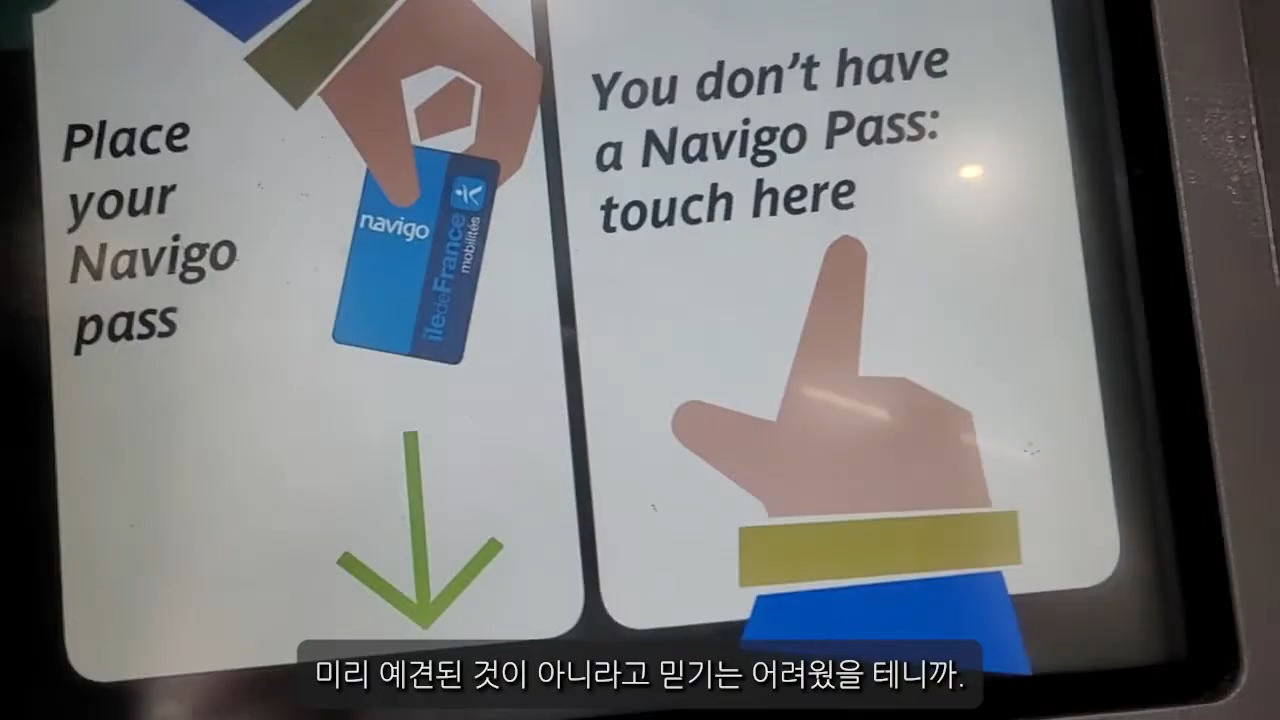 Place
your
Navigo
pass
navigo
îledeFrance
mobilités
You don't have
a Navigo Pass:
touch here
미리 예견된 것이 아니라고 믿기는 어려웠을 테니까.